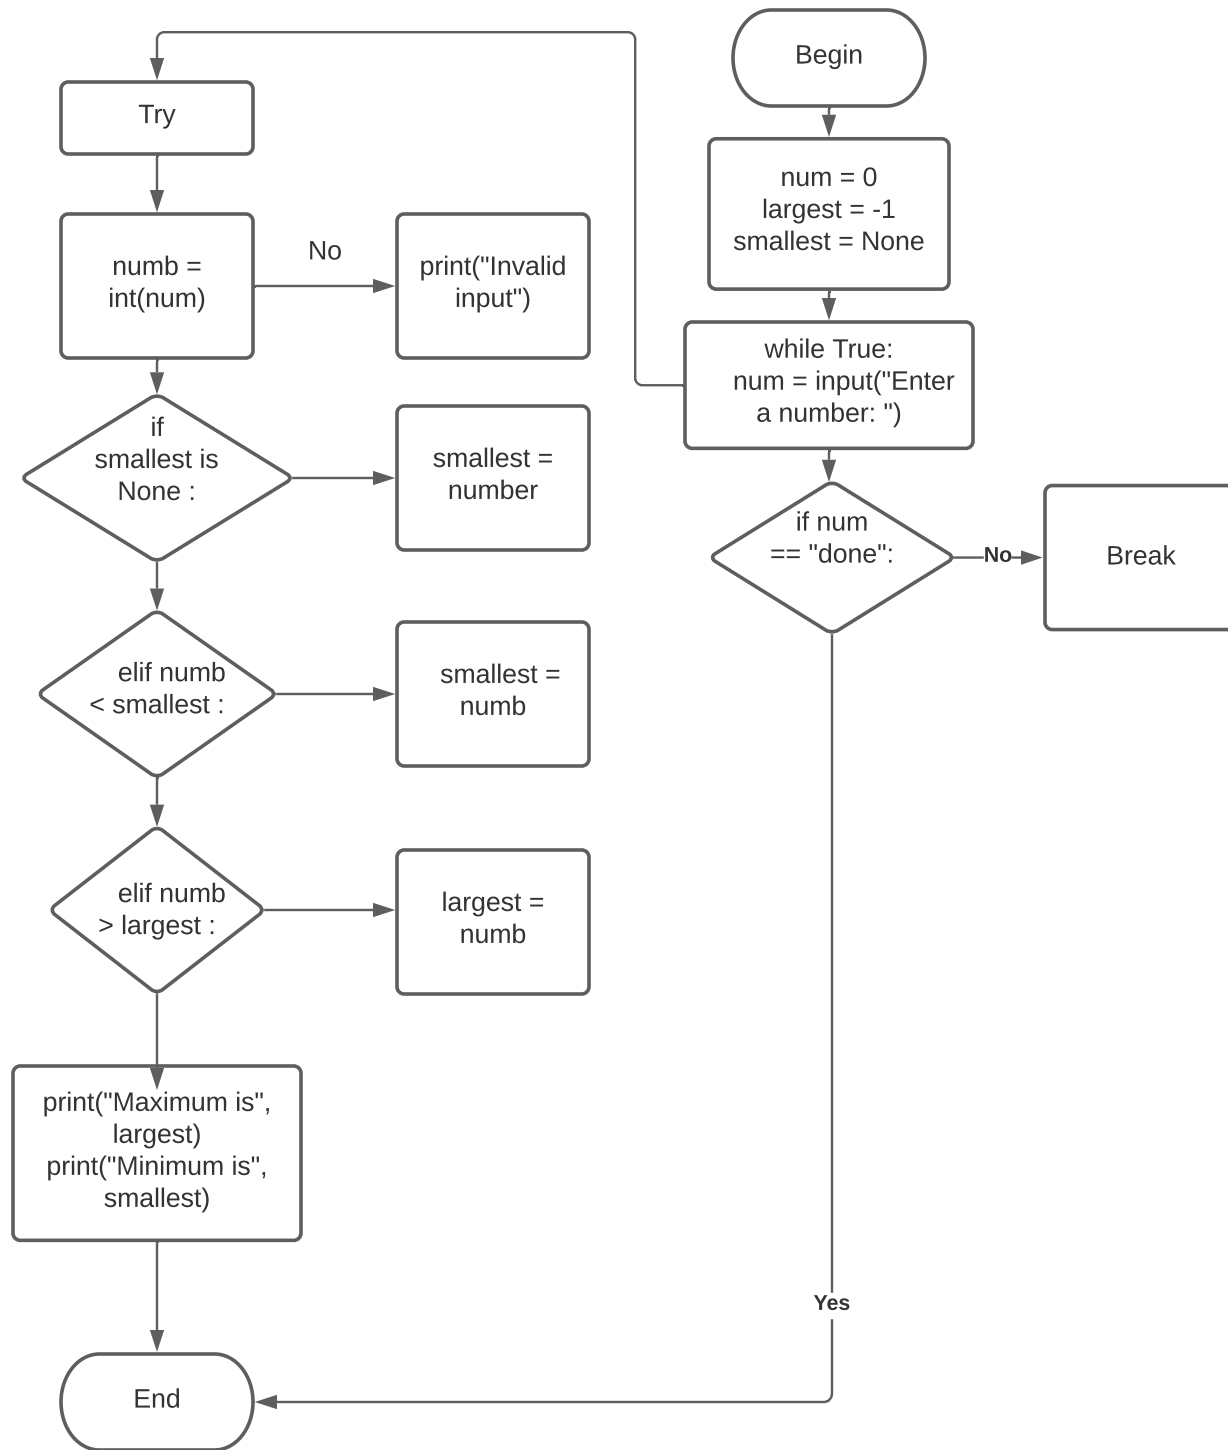 Begin
num = 0
largest = -1
smallest = None
while True:
num = input("Enter
a number: ")
if num
== "done":
No
Break
Yes
Try
numb =
int(num)
No
print("Invalid
input")
if
smallest is
None :
smallest =
number
elif numb
< smallest :
smallest =
numb
elif numb
> largest :
largest =
numb
print("Maximum is",
largest)
print("Minimum is",
smallest)
End